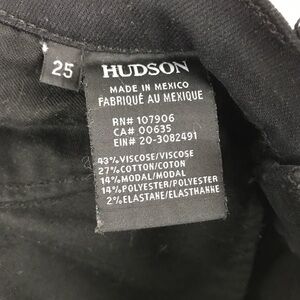 25
HUDSON
MADE IN MEXICO
FABRIQUÉ AU MEXIQUE
RN# 107906
CA# 00635
EIN# 20-3082491
43%VISCOSE/VISCOSE
27%COTTON/COTON
14%MODAL/MODAL
14%POLYESTER/POLYESTER
2%ELASTANE/ELASTHANNE